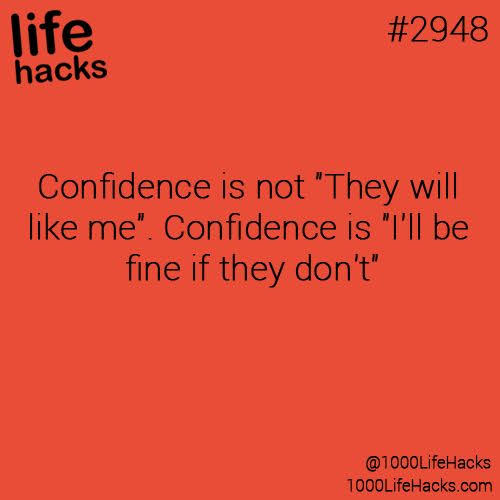 life
hacks
#2948
Confidence is not "They will
like me". Confidence is "I'll be
fine if they don't"
@1000LifeHacks
1000LifeHacks.com